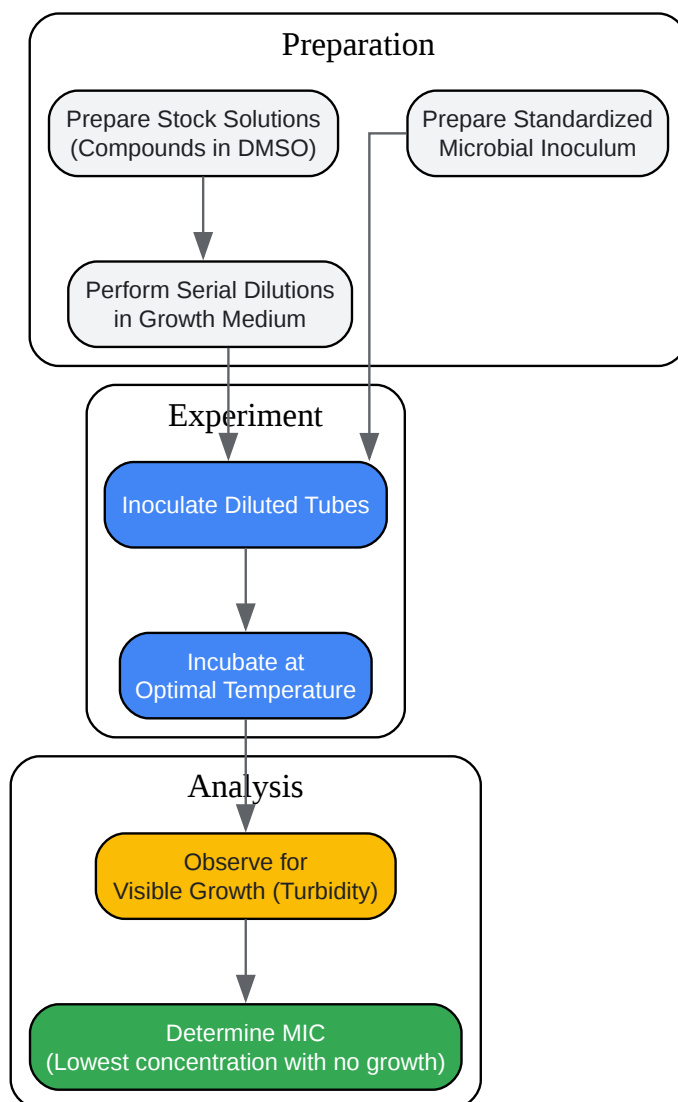 Preparation
Prepare Stock Solutions
(Compounds in DMSO)
Prepare Standardized
Microbial Inoculum
Perform Serial Dilutions
in Growth Medium
Experiment
Inoculate Diluted Tubes
Incubate at
Optimal Temperature
Analysis
Observe for
Visible Growth (Turbidity)
Determine MIC
(Lowest concentration with no growth)